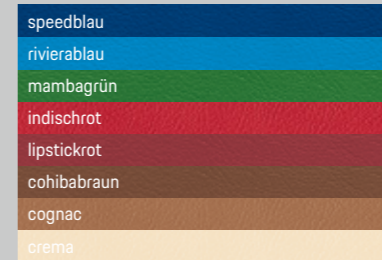 speedblau
rivierablau
mambagrün
indischrot
lipstickrot
cohibabraun
cognac
crema